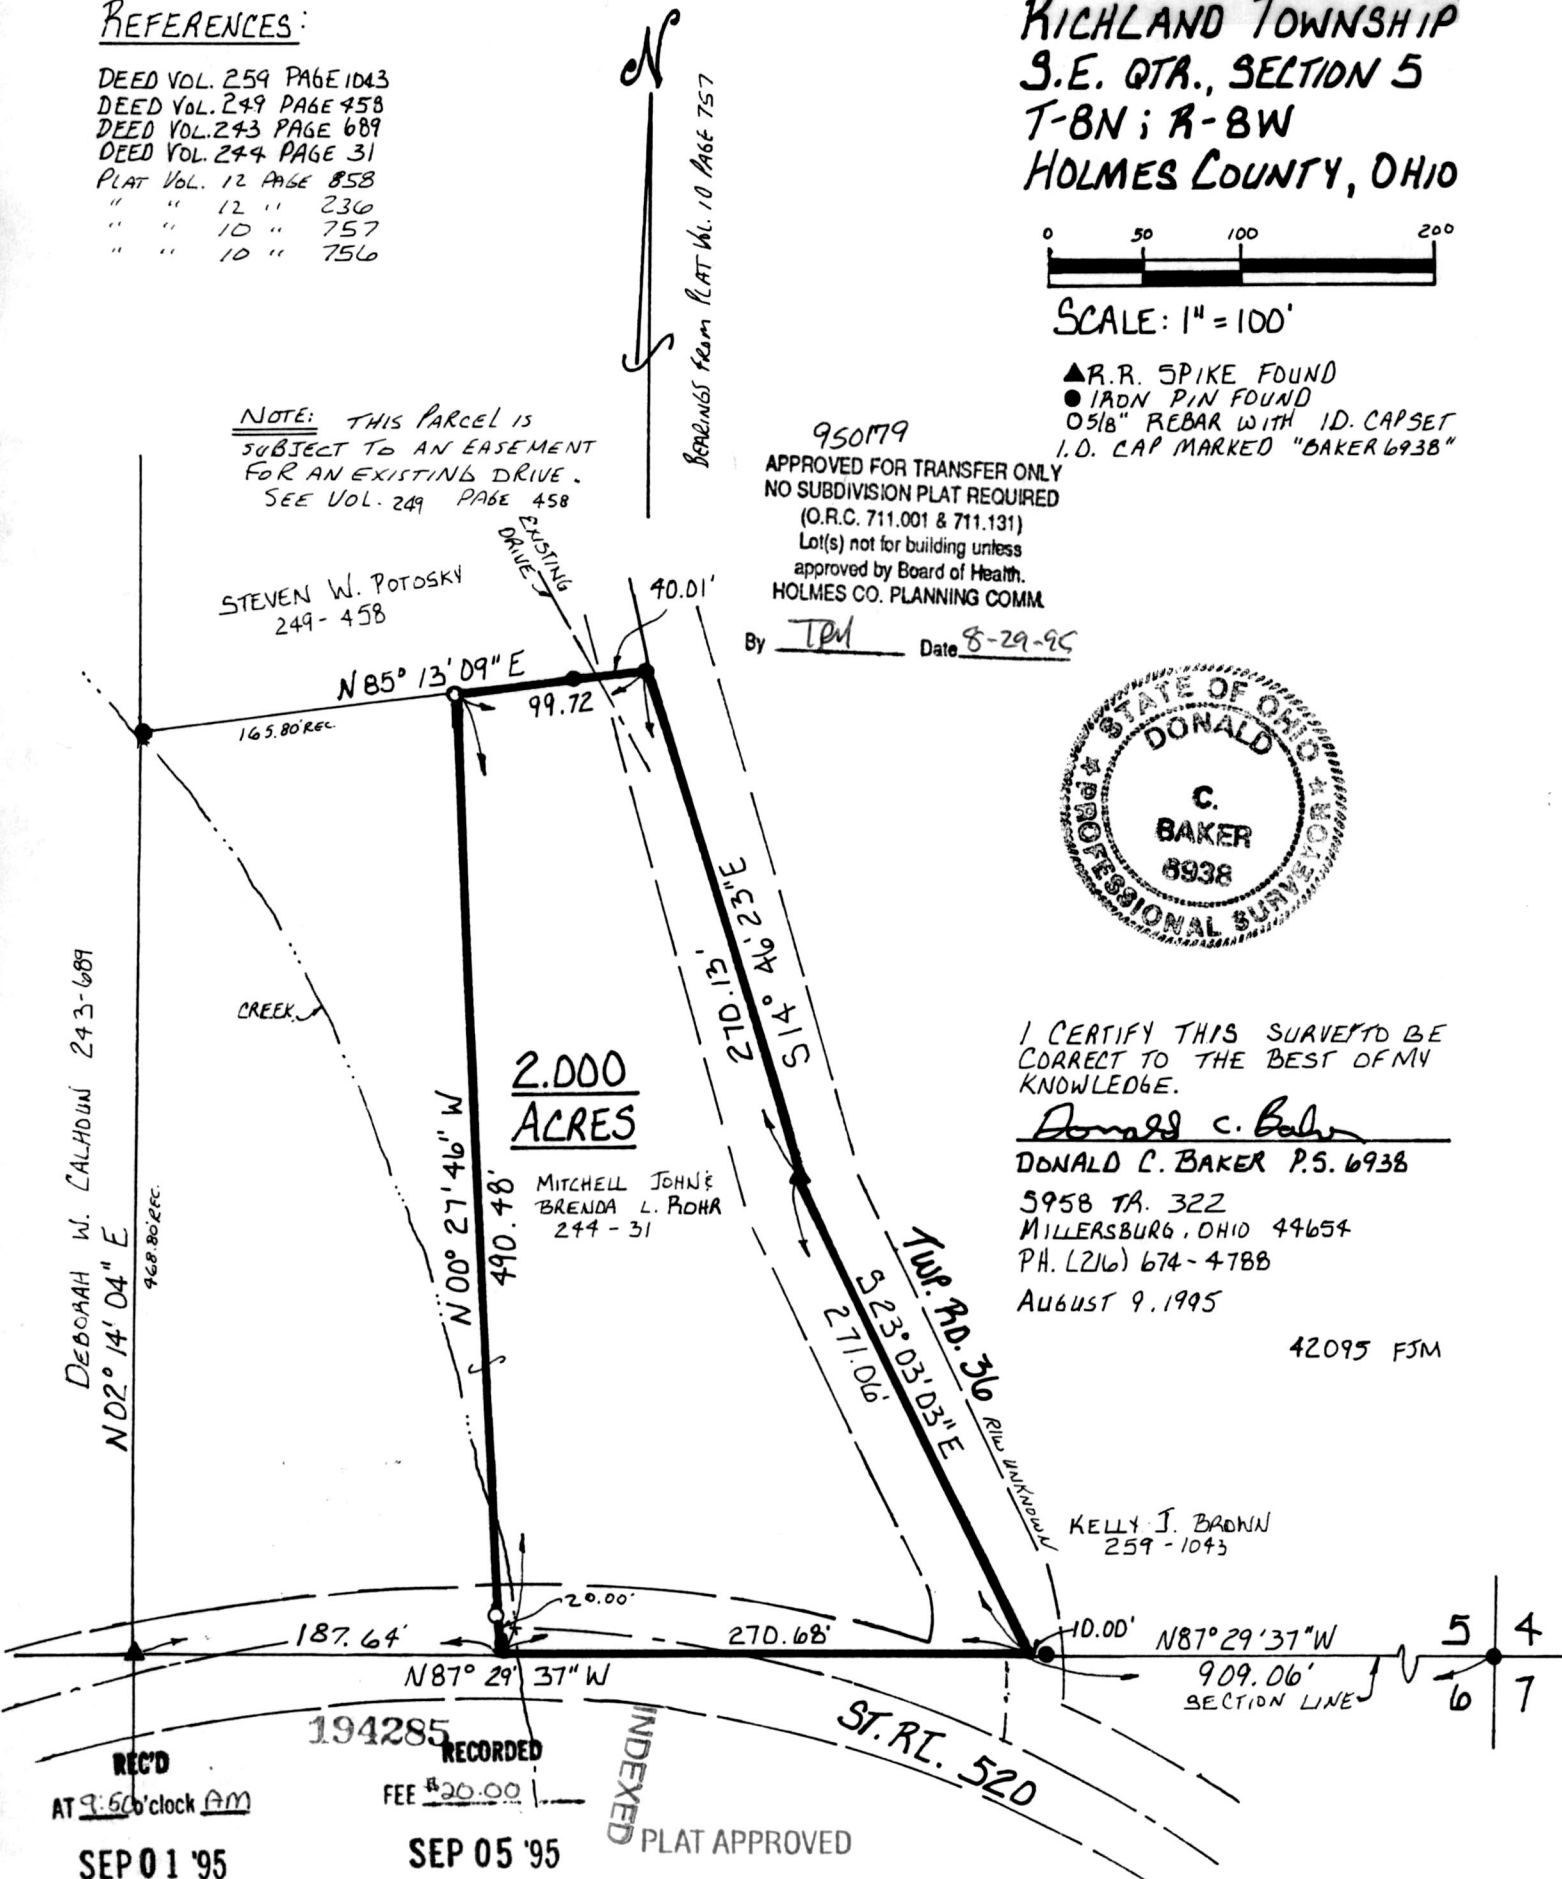 REFERENCES:
DEED VOL. 259 PAGE 1043
DEED VOL. 249 PAGE 458
DEED VOL. 243 PAGE 689
DEED VOL. 244 PAGE 31
PLAT VOL. 12 PAGE 858
" " 12 " 236
" " 10 " 757
" " 10 " 756
N
BEARINGS FROM PLAT VOL. 10 PAGE 757
RICHLAND TOWNSHIP
S.E. QTR., SECTION 5
T-8N; R-8W
HOLMES COUNTY, OHIO
0 50 100 200
SCALE: 1" = 100'
▲ R.R. SPIKE FOUND
● IRON PIN FOUND
O 5/8" REBAR WITH I.D. CAP SET
I.D. CAP MARKED "BAKER 6938"
NOTE: THIS PARCEL IS
SUBJECT TO AN EASEMENT
FOR AN EXISTING DRIVE.
SEE VOL. 249 PAGE 458
950179
APPROVED FOR TRANSFER ONLY
NO SUBDIVISION PLAT REQUIRED
(O.R.C. 711.001 & 711.131)
Lot(s) not for building unless
approved by Board of Health.
HOLMES CO. PLANNING COMM.
By Date 8-29-95
EXISTING
DRIVE
STEVEN W. POTOSKY
249-458
40.01'
N 85° 13' 09" E
99.72
165.80' REC.
STATE OF OHIO
DONALD
C.
BAKER
6938
PROFESSIONAL SURVEYOR
CREEK
DEBORAH W. CALHOUN 243-689
N 02° 14' 04" E
468.80' REC.
N 00° 27' 46" W
490.48'
2.000
ACRES
MITCHELL JOHN &
BRENDA L. ROHR
244-31
270.13'
S 14° 46' 23" E
S 23° 03' 03" E
271.06'
TWP. RD. 36 R/W UNKNOWN
I CERTIFY THIS SURVEY TO BE
CORRECT TO THE BEST OF MY
KNOWLEDGE.
Donald C. Baker
DONALD C. BAKER P.S. 6938
5958 TR. 322
MILLERSBURG, OHIO 44654
PH. (216) 674-4788
AUGUST 9, 1995
42095 FJM
KELLY J. BROWN
259-1043
20.00'
187.64'
270.68'
10.00'
N 87° 29' 37" W
N 87° 29' 37" W
909.06'
SECTION LINE
5 4
6 7
ST. RT. 520
194285
REC'D
AT 9:50 o'clock AM
SEP 01 '95
RECORDED
FEE $20.00
SEP 05 '95
INDEXED
PLAT APPROVED